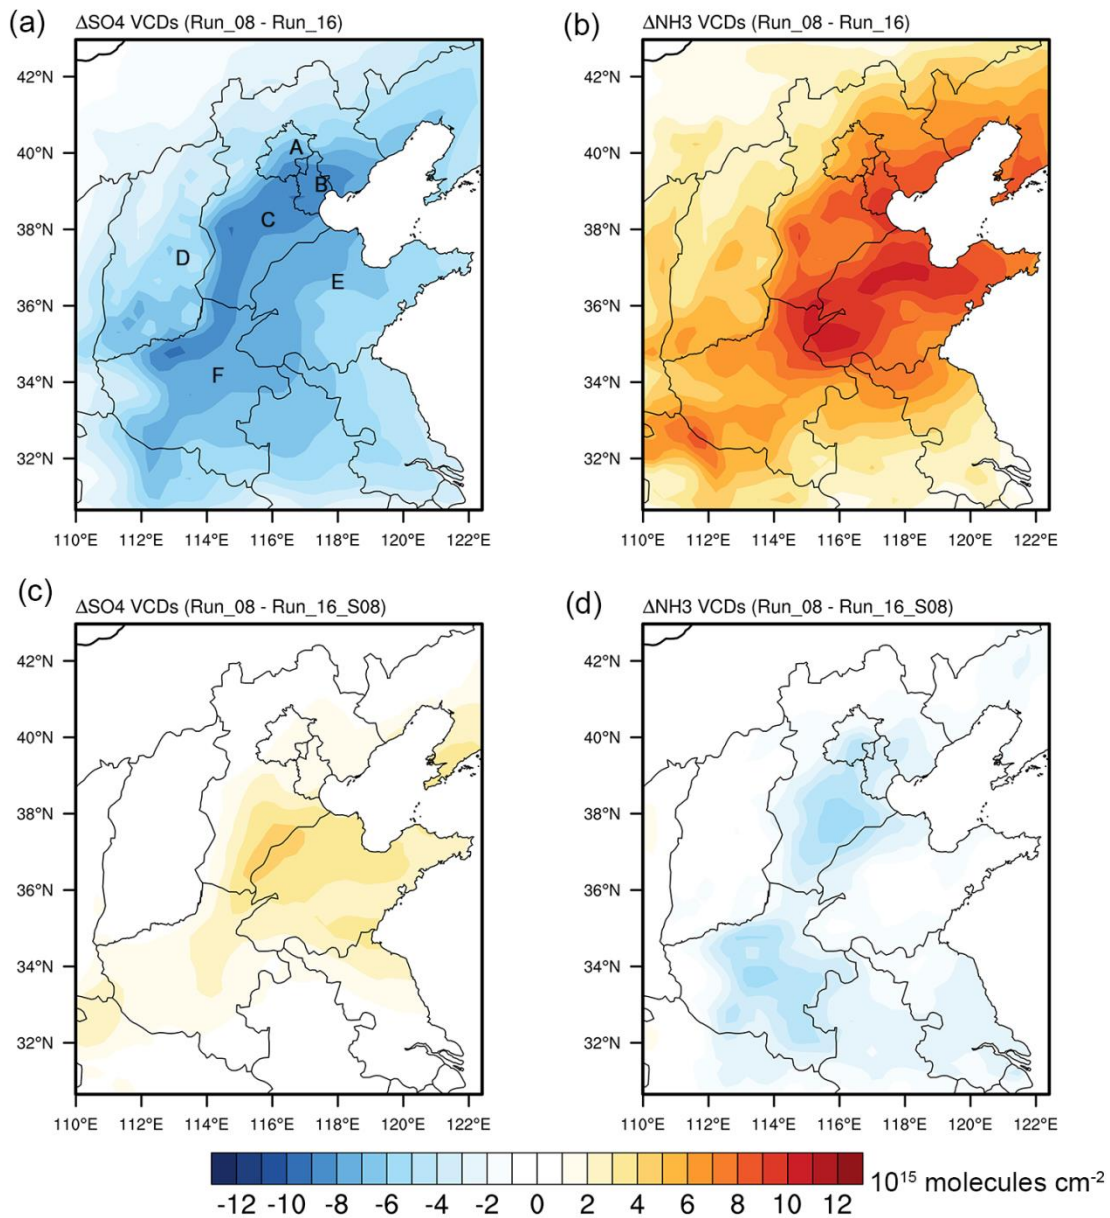 (a) ΔSO4 VCDs (Run_08 - Run_16)
(b) ΔNH3 VCDs (Run_08 - Run_16)
42°N 42°N
40°N A 40°N
B
38°N C 38°N
D
E
36°N 36°N
34°N F 34°N
32°N 32°N
110°E 112°E 114°E 116°E 118°E 120°E 122°E
110°E 112°E 114°E 116°E 118°E 120°E 122°E
(c) ΔSO4 VCDs (Run_08 - Run_16_S08)
(d) ΔNH3 VCDs (Run_08 - Run_16_S08)
42°N 42°N
40°N 40°N
38°N 38°N
36°N 36°N
34°N 34°N
32°N 32°N
110°E 112°E 114°E 116°E 118°E 120°E 122°E
110°E 112°E 114°E 116°E 118°E 120°E 122°E
-12 -10 -8 -6 -4 -2 0 2 4 6 8 10 12 10¹⁵ molecules cm⁻²